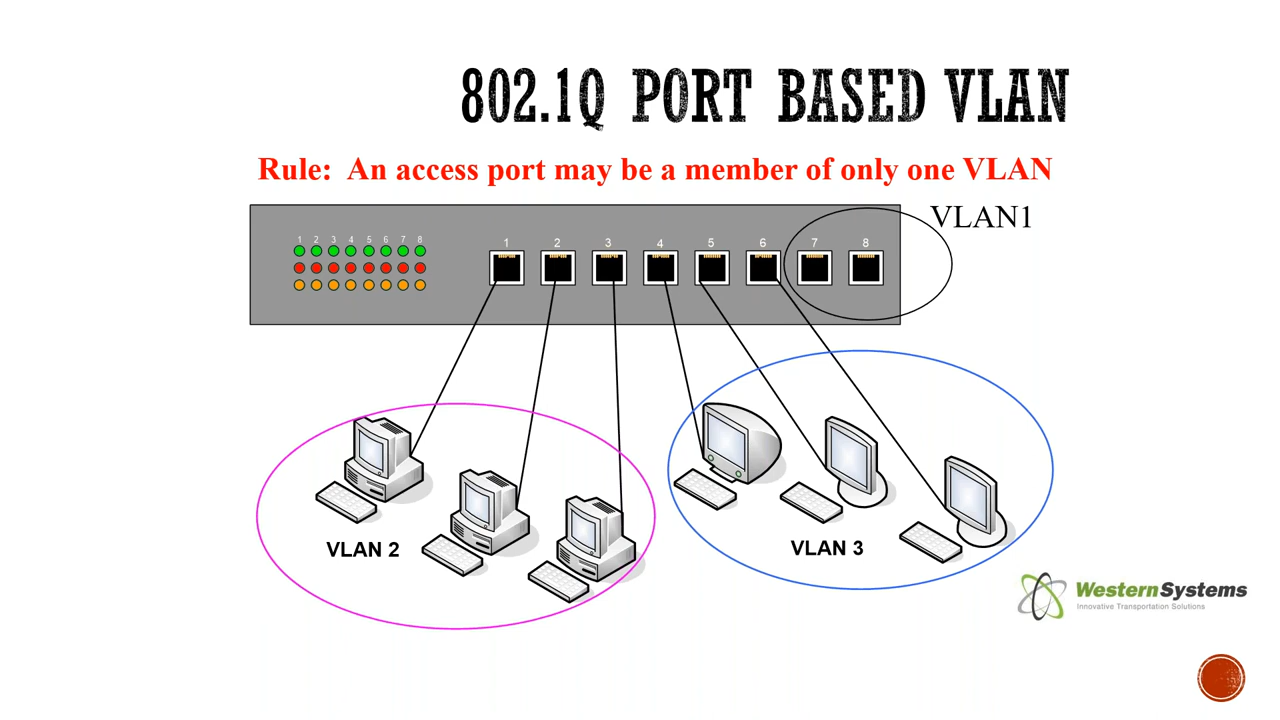 802.1Q PORT BASED VLAN
Rule: An access port may be a member of only one VLAN
VLAN1
1 2 3 4 5 6 7 8
1 2 3 4 5 6 7 8
VLAN 2
VLAN 3
WesternSystems
Innovative Transportation Solutions